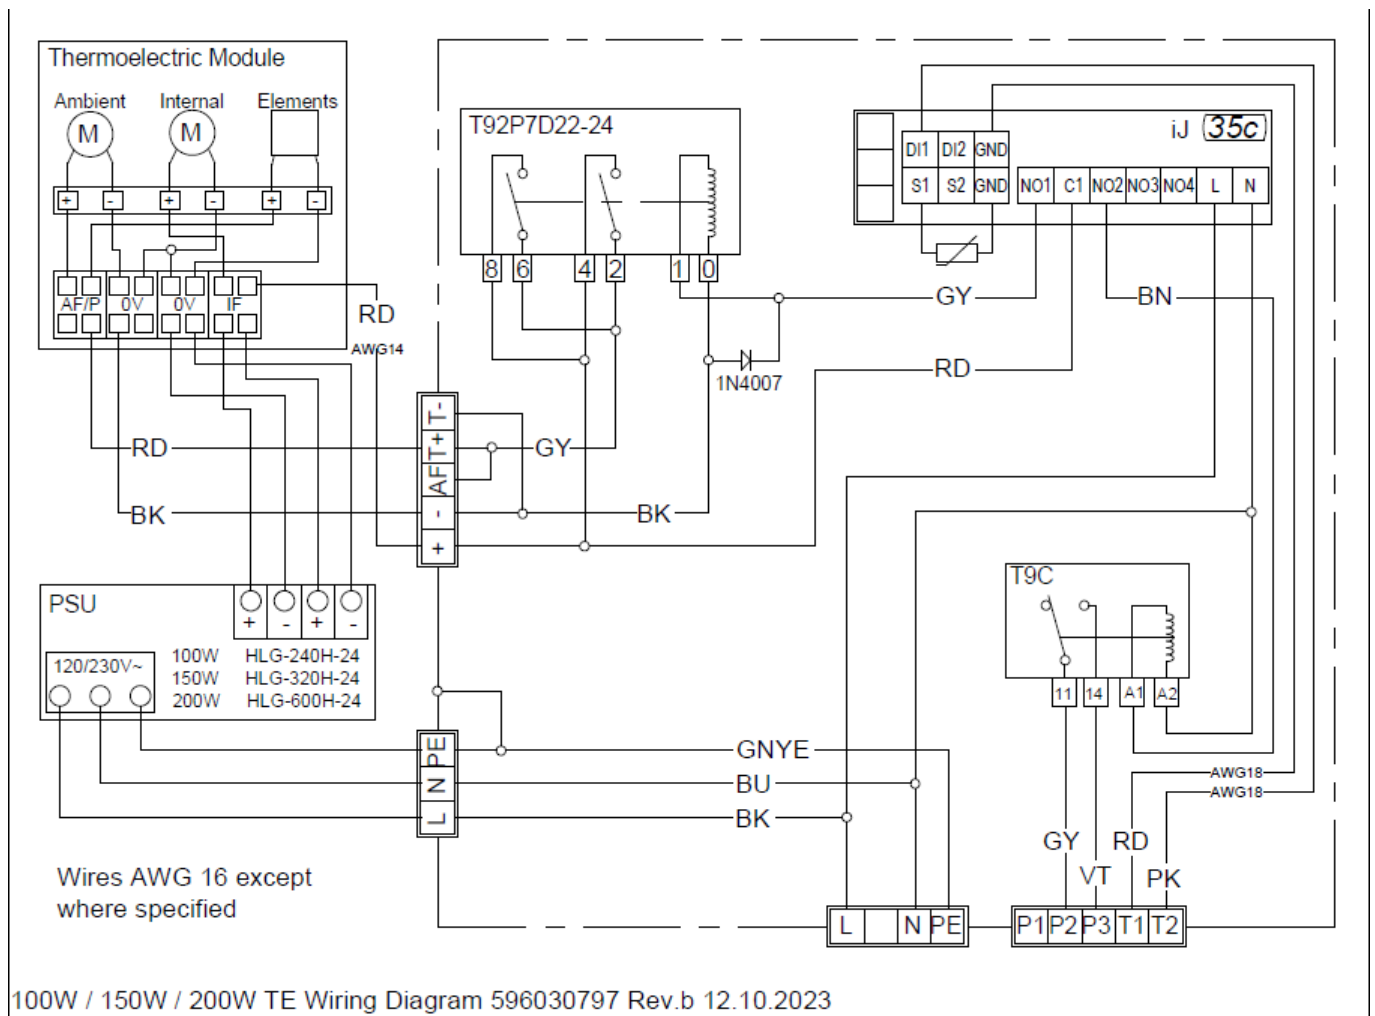 Thermoelectric Module
Ambient Internal Elements
M M
+ - + - + -
AF/P 0V 0V IF
RD
AWG14
T92P7D22-24
8 6 4 2 1 0
iJ 35c
DI1 DI2 GND
S1 S2 GND NO1 C1 NO2 NO3 NO4 L N
GY
BN
1N4007
RD
T-
T+
AF
-
+
RD
GY
BK
BK
PSU
+ - + -
120/230V~
100W HLG-240H-24
150W HLG-320H-24
200W HLG-600H-24
T9C
11 14 A1 A2
PE
N
L
GNYE
BU
BK
AWG18
AWG18
GY RD
VT PK
Wires AWG 16 except
where specified
L N PE
P1 P2 P3 T1 T2
100W / 150W / 200W TE Wiring Diagram 596030797 Rev.b 12.10.2023